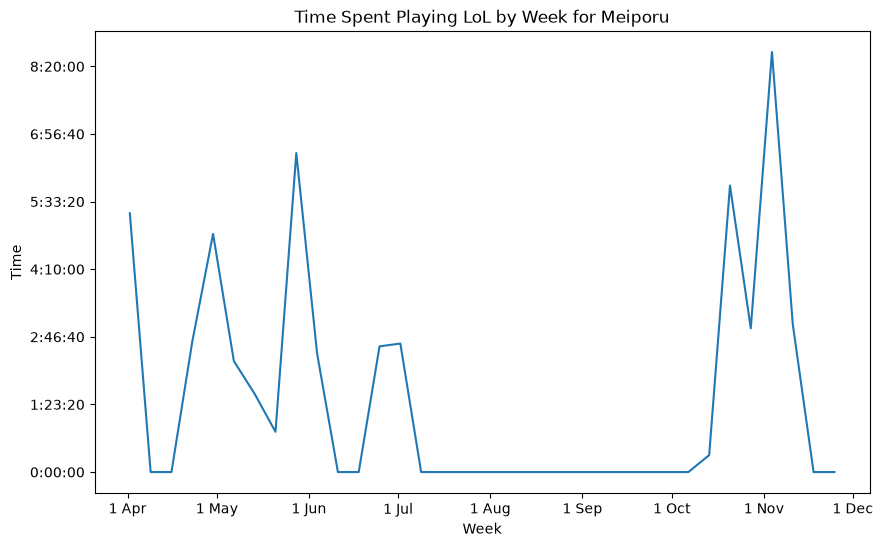 Time Spent Playing LoL by Week for Meiporu
8:20:00
6:56:40
5:33:20
4:10:00
2:46:40
1:23:20
0:00:00
Time
1 Apr 1 May 1 Jun 1 Jul 1 Aug 1 Sep 1 Oct 1 Nov 1 Dec
Week